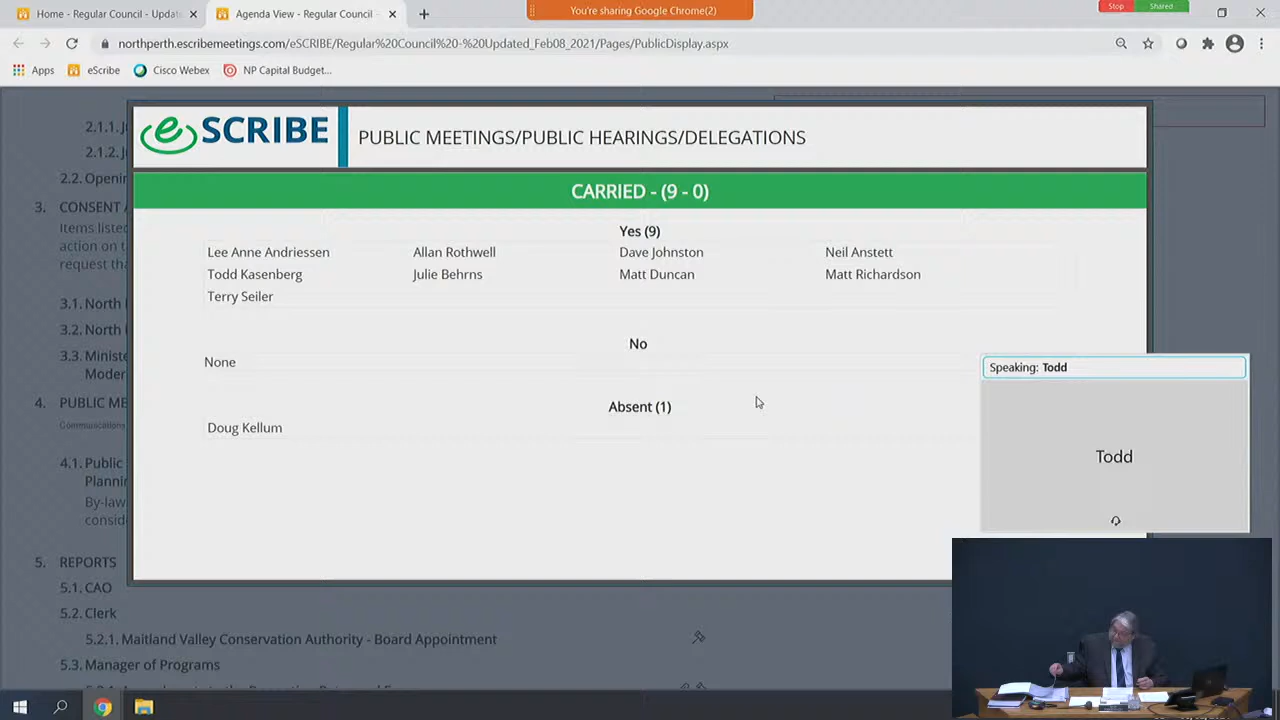 Home - Regular Council - Updat
Agenda View - Regular Council -
You're sharing Google Chrome(2)
Stop Shared
northperth.escribemeetings.com/eSCRIBE/Regular%20Council%20-%20Updated_Feb08_2021/Pages/PublicDisplay.aspx
Apps eScribe Cisco Webex NP Capital Budget...
eSCRIBE PUBLIC MEETINGS/PUBLIC HEARINGS/DELEGATIONS
CARRIED - (9 - 0)
Yes (9)
Lee Anne Andriessen Allan Rothwell Dave Johnston Neil Anstett
Todd Kasenberg Julie Behrns Matt Duncan Matt Richardson
Terry Seiler
No
None
Absent (1)
Doug Kellum
Speaking: Todd
Todd
2.1.1. J
2.1.2. J
2.2. Openin
3. CONSENT A
Items listed
action on t
request tha
3.1. North
3.2. North
3.3. Ministe
Moder
4. PUBLIC ME
Communications
4.1. Public
Planning
By-law
consid
5. REPORTS
5.1. CAO
5.2. Clerk
5.2.1. Maitland Valley Conservation Authority - Board Appointment
5.3. Manager of Programs